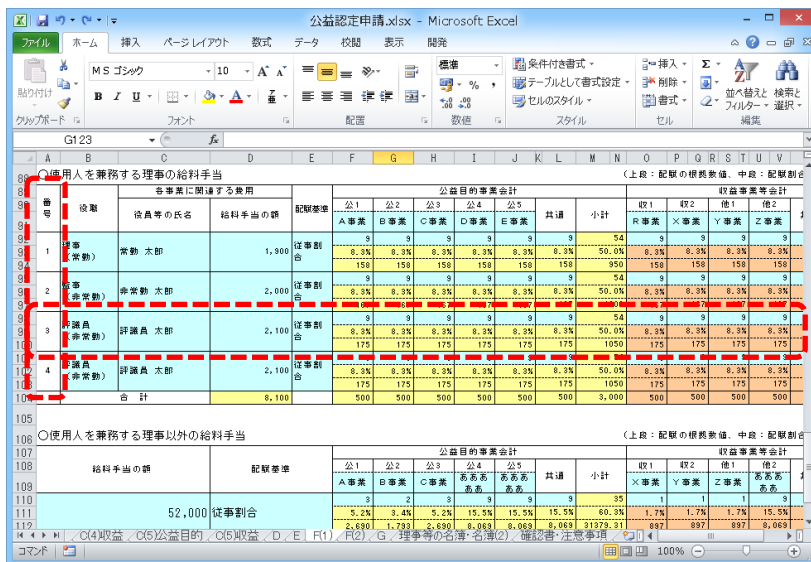 公益認定申請.xlsx - Microsoft Excel
ファイル ホーム 挿入 ページ レイアウト 数式 データ 校閲 表示 開発
貼り付け MS ゴシック 10 標準 条件付き書式 挿入 Σ
B I U テーブルとして書式設定 削除 並べ替えと フィルター 検索と 選択
セルのスタイル 書式
クリップボード フォント 配置 数値 スタイル セル 編集
G123 fx
A B C D E F G H I J K L M N O P Q R S T U V
〇使用人を兼務する理事の給料手当 (上段:配賦の根拠数値、中段:配賦割合
番号 役職 各事業に関連する費用 配賦基準 公益目的事業会計 収益事業等会計
役員等の氏名 給料手当の額 公1 公2 公3 公4 公5 共通 小計 収1 収2 他1 他2
A事業 B事業 C事業 D事業 E事業 R事業 X事業 Y事業 Z事業
9 9 9 9 9 9 54 9 9 9 9
1 理事(常勤) 常勤 太郎 1,900 従事割合 8.3% 8.3% 8.3% 8.3% 8.3% 8.3% 50.0% 8.3% 8.3% 8.3% 8.3%
158 158 158 158 158 158 950 158 158 158 158
9 9 9 9 9 9 54 9 9 9 9
2 (非常勤) 非常勤 太郎 2,000 従事割合 8.3% 8.3% 8.3% 8.3% 8.3% 8.3% 50.0% 8.3% 8.3% 8.3% 8.3%
9 9 9 9 9 9 54 9 9 9 9
3 評議員(非常勤) 評議員 太郎 2,100 従事割合 8.3% 8.3% 8.3% 8.3% 8.3% 8.3% 50.0% 8.3% 8.3% 8.3% 8.3%
175 175 175 175 175 175 1050 175 175 175 175
4 評議員(非常勤) 評議員 太郎 2,100 従事割合 8.3% 8.3% 8.3% 8.3% 8.3% 8.3% 50.0% 8.3% 8.3% 8.3% 8.3%
175 175 175 175 175 175 1050 175 175 175 175
104 合計 8,100 500 500 500 500 500 500 3,000 500 500 500 500
105
106 〇使用人を兼務する理事以外の給料手当 (上段:配賦の根拠数値、中段:配賦割合
107 公益目的事業会計 収益事業等会計
108 給料手当の額 配賦基準 公1 公2 公3 公4 公5 共通 小計 収1 収2 他1 他2
109 A事業 B事業 C事業 あああああ あああああ X事業 Y事業 Z事業 あああああ
110 3 2 3 9 9 9 35 1 1 1 9
111 52,000 従事割合 5.2% 3.4% 5.2% 15.5% 15.5% 15.5% 60.3% 1.7% 1.7% 1.7% 15.5%
112 2,690 1,793 2,690 8,069 8,069 8,069 31379.31 897 897 897 8,069
C(4)収益 C(5)公益目的 C(5)収益 D E F(1) F(2) G 理事等の名簿・名簿(2) 確認書・注意事項
コマンド 100%